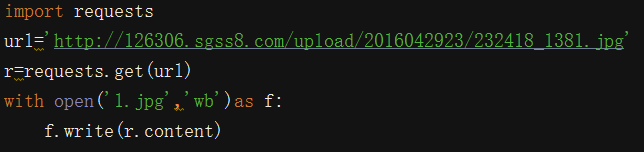 import requests
url='http://126306.sgss8.com/upload/2016042923/232418_1381.jpg'
r=requests.get(url)
with open('1.jpg','wb')as f:
    f.write(r.content)